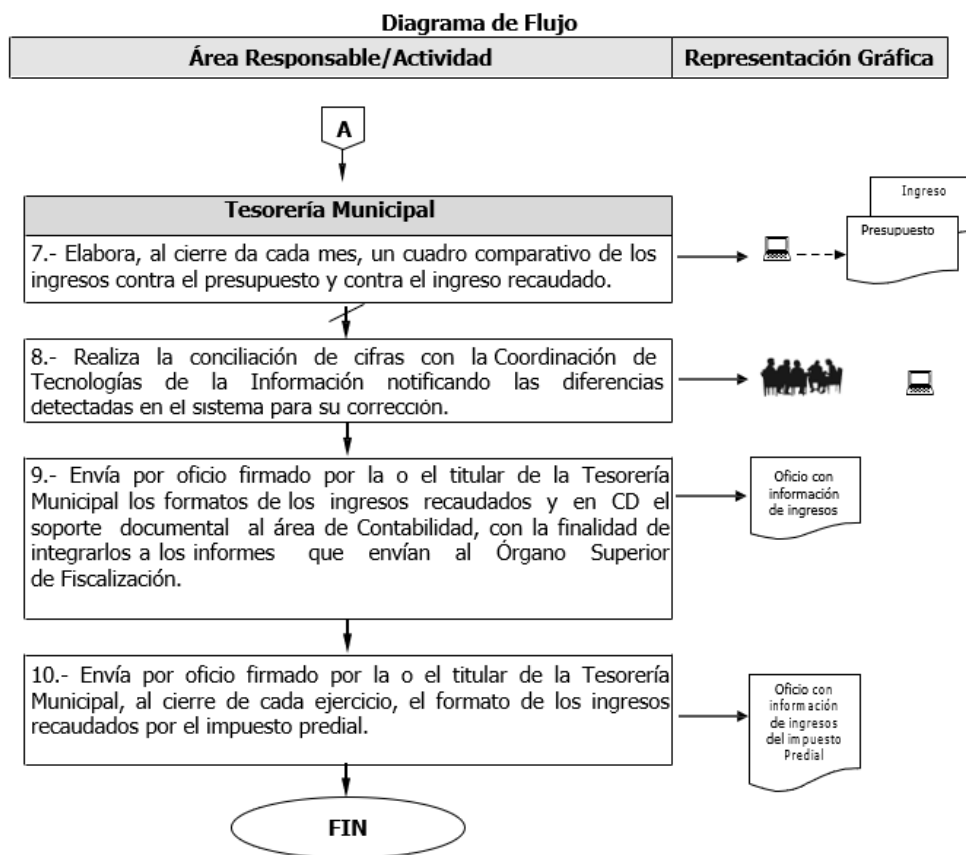 Diagrama de Flujo
Área Responsable/Actividad
Representación Gráfica
A
Tesorería Municipal
7.- Elabora, al cierre da cada mes, un cuadro comparativo de los
ingresos contra el presupuesto y contra el ingreso recaudado.
Ingreso
Presupuesto
8.- Realiza la conciliación de cifras con la Coordinación de
Tecnologías de la Información notificando las diferencias
detectadas en el sistema para su corrección.
9.- Envía por oficio firmado por la o el titular de la Tesorería
Municipal los formatos de los ingresos recaudados y en CD el
soporte documental al área de Contabilidad, con la finalidad de
integrarlos a los informes que envían al Órgano Superior
de Fiscalización.
Oficio con
información
de ingresos
10.- Envía por oficio firmado por la o el titular de la Tesorería
Municipal, al cierre de cada ejercicio, el formato de los ingresos
recaudados por el impuesto predial.
Oficio con
información
de ingresos
del impuesto
Predial
FIN